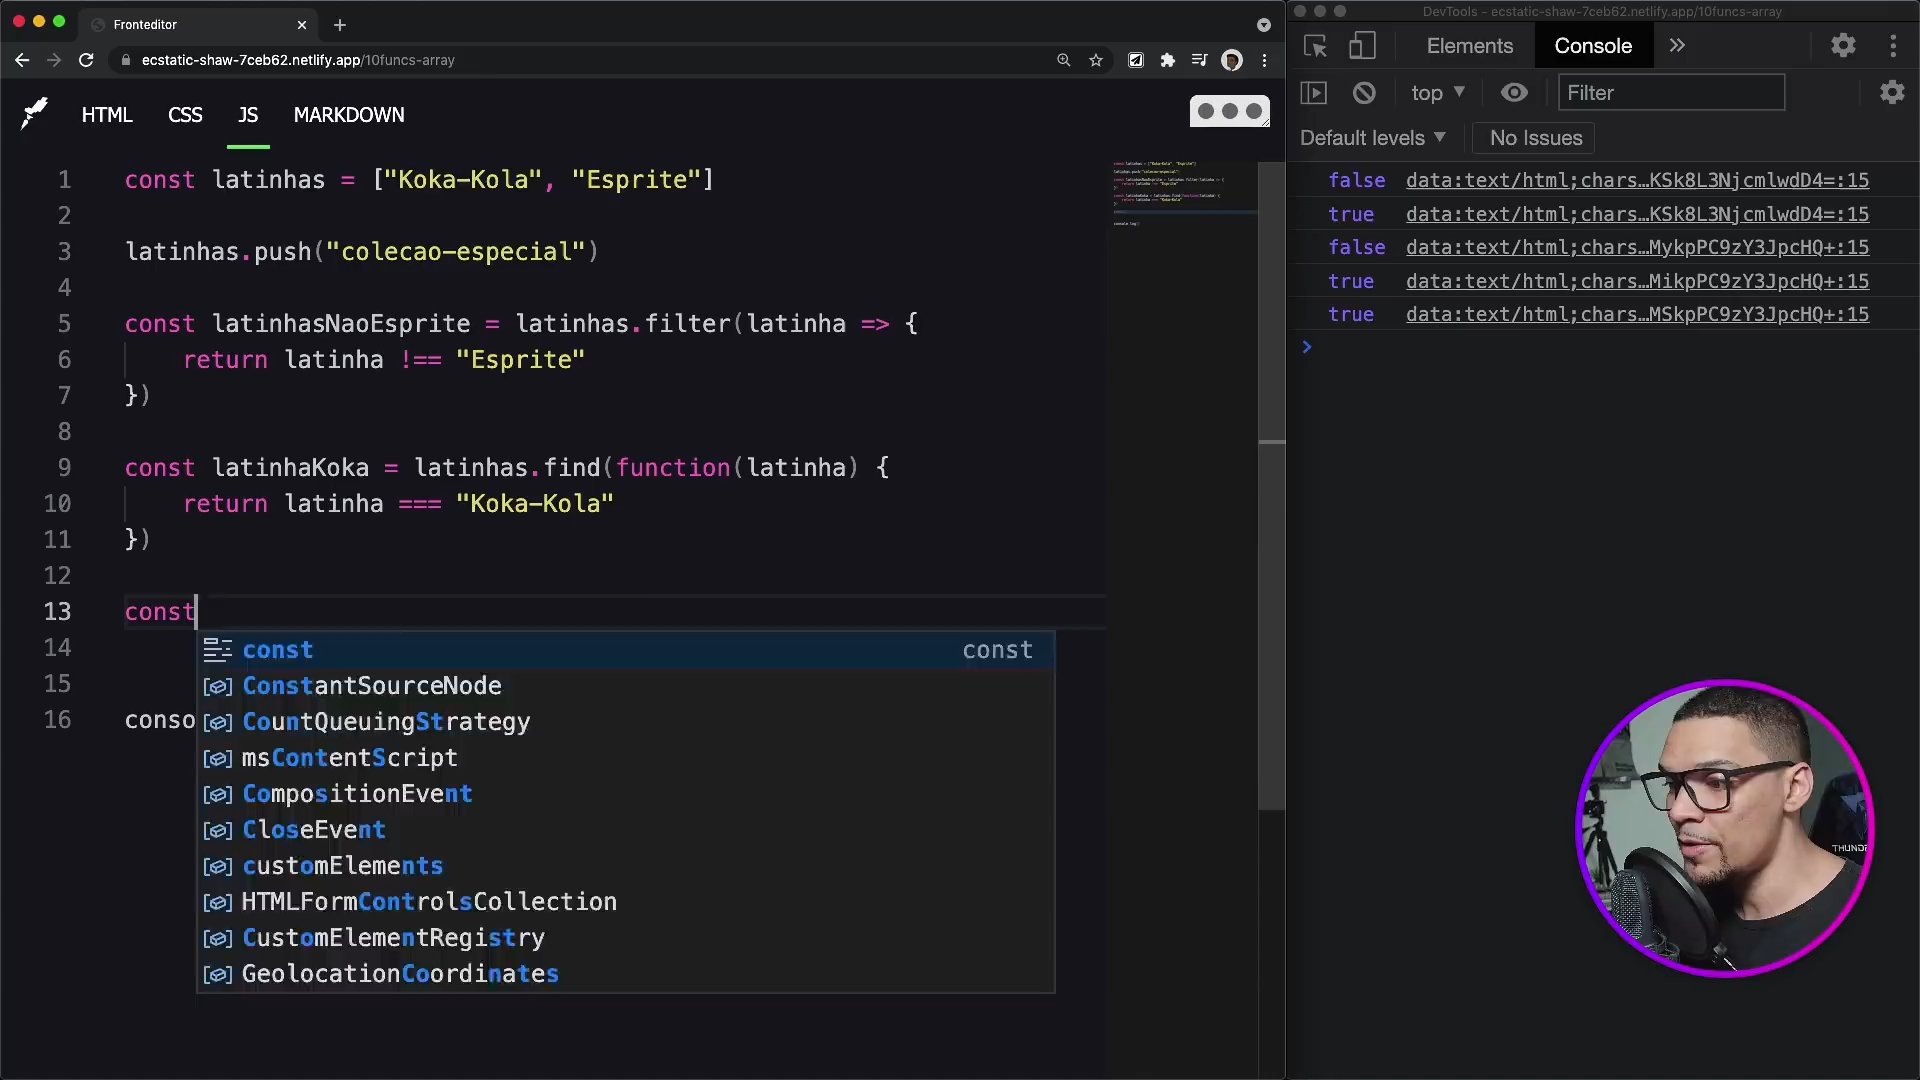 Fronteditor
ecstatic-shaw-7ceb62.netlify.app/10funcs-array
HTML CSS JS MARKDOWN
1 const latinhas = ["Koka-Kola", "Esprite"]
2
3 latinhas.push("colecao-especial")
4
5 const latinhasNaoEsprite = latinhas.filter(latinha => {
6 return latinha !== "Esprite"
7 })
8
9 const latinhaKoka = latinhas.find(function(latinha) {
10 return latinha === "Koka-Kola"
11 })
12
13 const
14
15
16 conso
const const
ConstantSourceNode
CountQueuingStrategy
msContentScript
CompositionEvent
CloseEvent
customElements
HTMLFormControlsCollection
CustomElementRegistry
GeolocationCoordinates
DevTools - ecstatic-shaw-7ceb62.netlify.app/10funcs-array
Elements Console
top Filter
Default levels No Issues
false data:text/html;chars…KSk8L3NjcmlwdD4=:15
true data:text/html;chars…KSk8L3NjcmlwdD4=:15
false data:text/html;chars…MykpPC9zY3JpcHQ+:15
true data:text/html;chars…MikpPC9zY3JpcHQ+:15
true data:text/html;chars…MSkpPC9zY3JpcHQ+:15